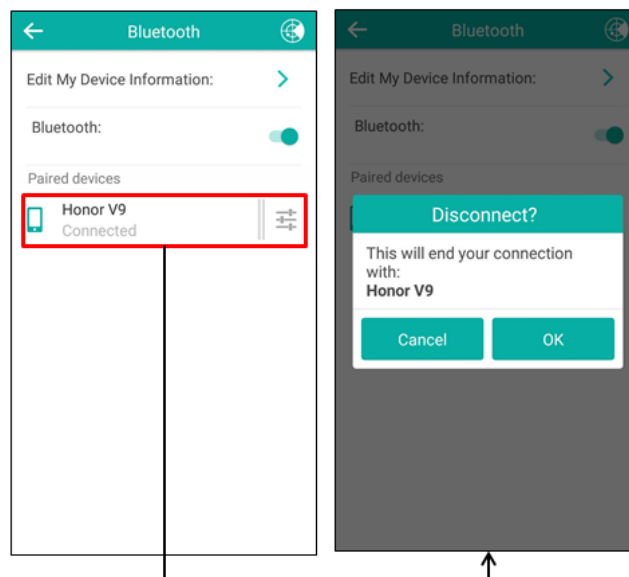 Bluetooth
Edit My Device Information:
Bluetooth:
Paired devices
Honor V9
Connected
Bluetooth
Edit My Device Information:
Bluetooth:
Paired devices
Disconnect?
This will end your connection
with:
Honor V9
Cancel OK